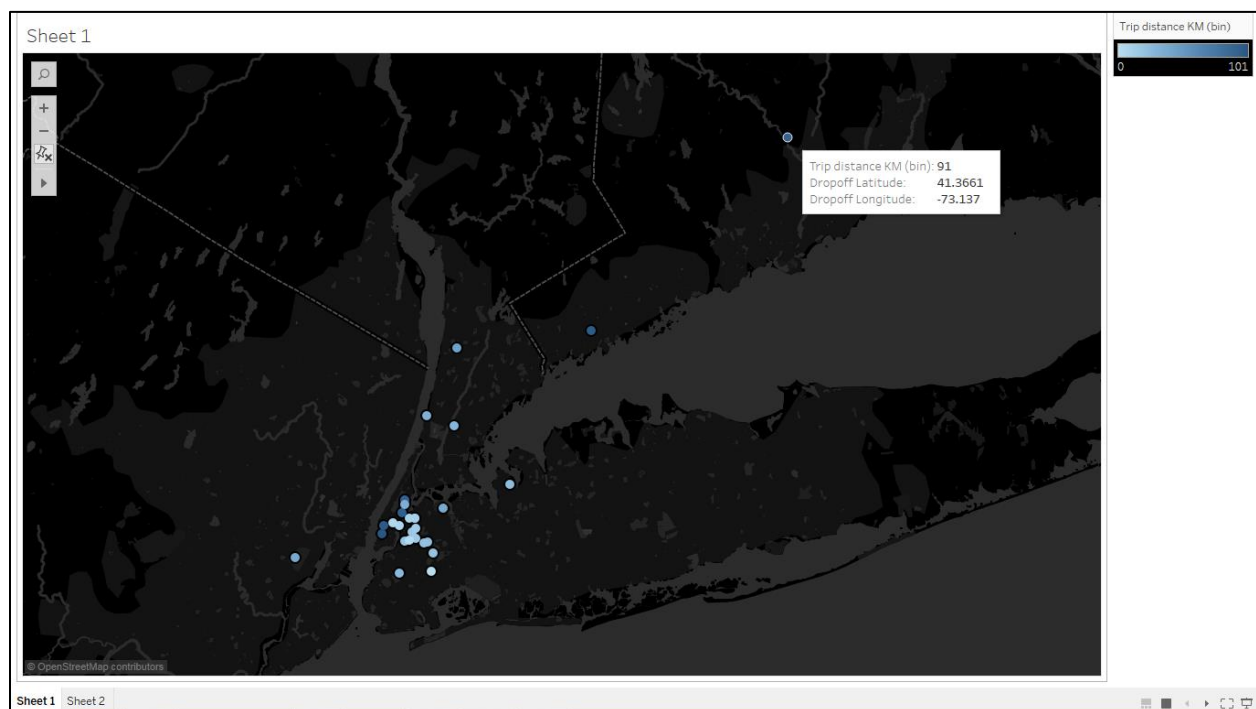 Sheet 1
Trip distance KM (bin)
0 101
+
−
Trip distance KM (bin): 91
Dropoff Latitude: 41.3661
Dropoff Longitude: -73.137
© OpenStreetMap contributors
Sheet 1 Sheet 2